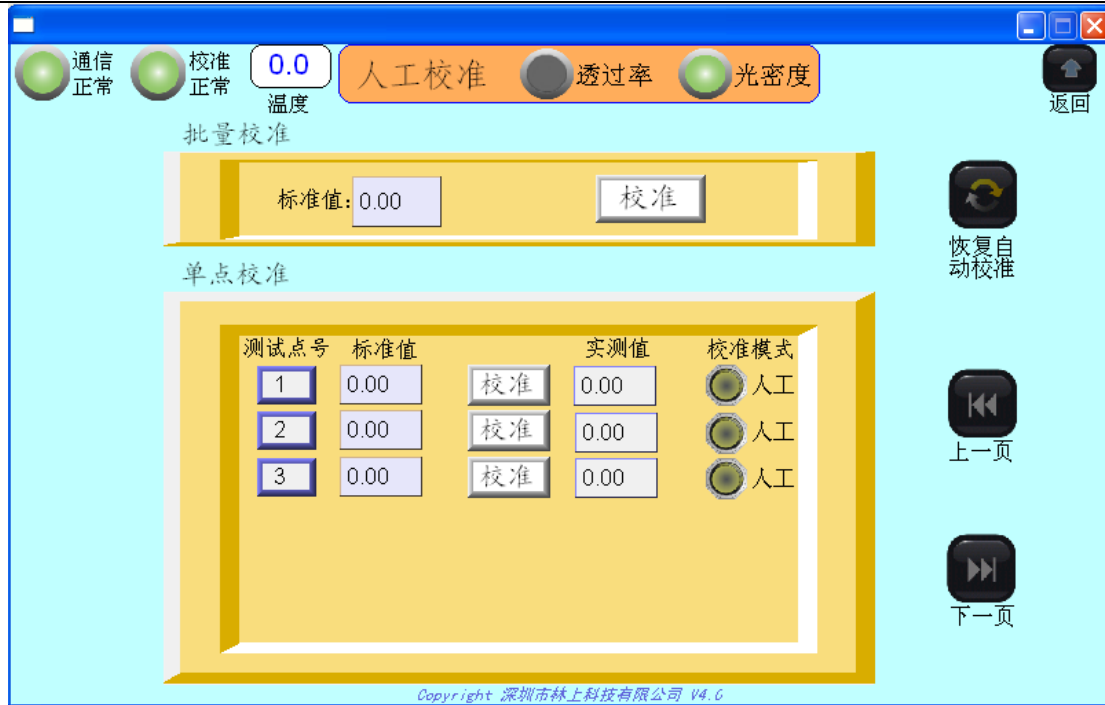 通信
正常
校准
正常
0.0
温度
人工校准
透过率
光密度
返回
批量校准
标准值: 0.00
校准
恢复自
动校准
单点校准
测试点号 标准值 实测值 校准模式
1 0.00 校准 0.00 人工
2 0.00 校准 0.00 人工
3 0.00 校准 0.00 人工
上一页
下一页
Copyright 深圳市林上科技有限公司